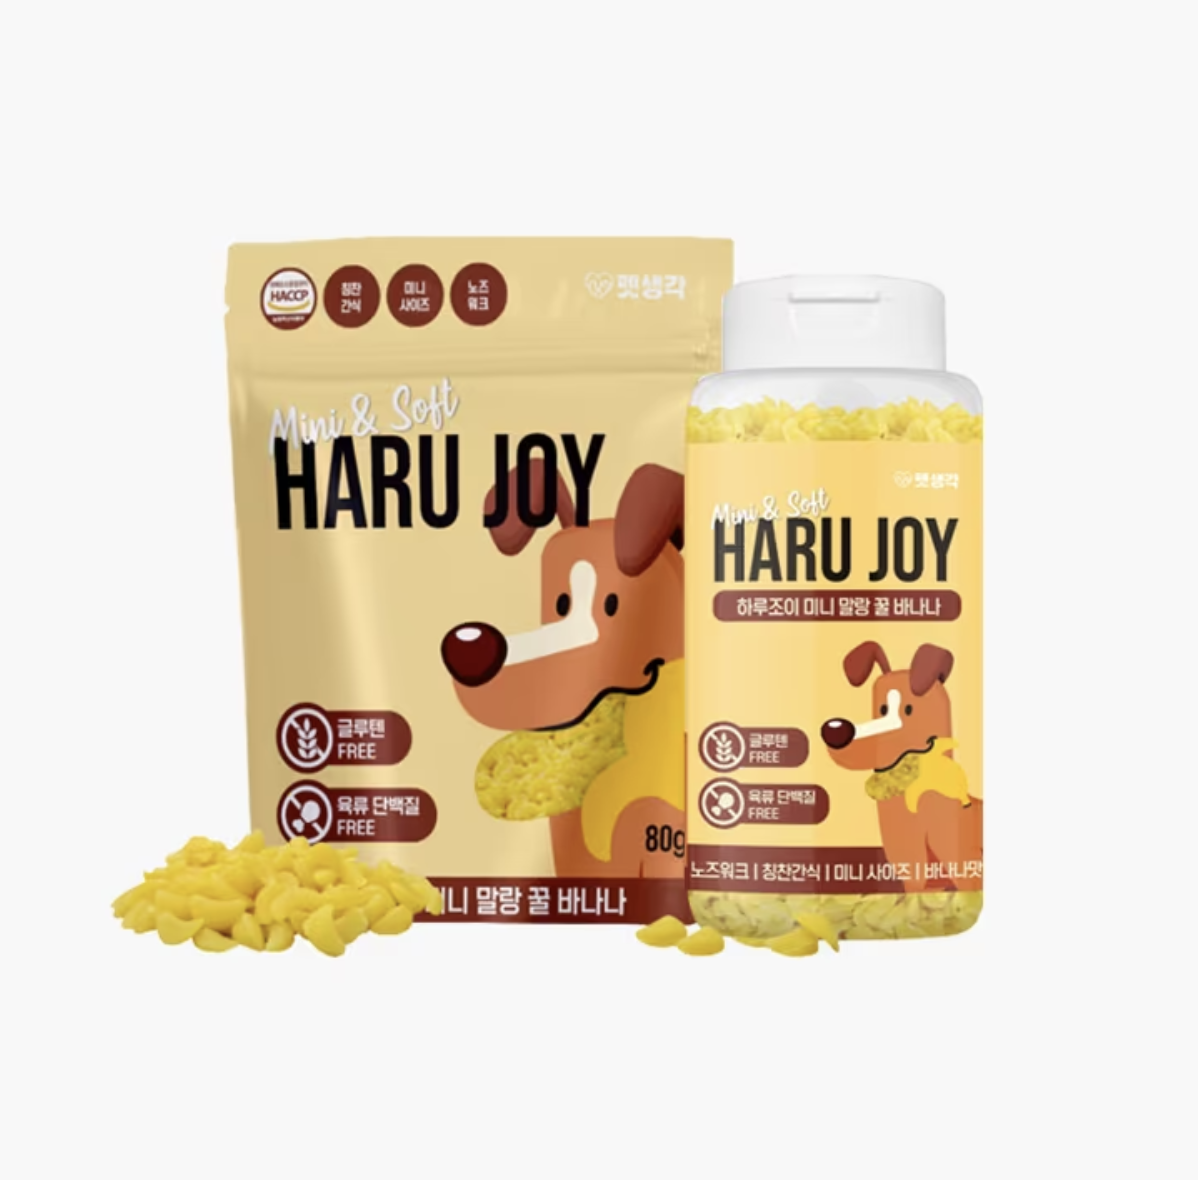 HACCP
칭찬
간식
미니
사이즈
노즈
워크
펫생각
Mini & Soft
HARU JOY
글루텐
FREE
육류 단백질
FREE
80g
미니 말랑 꿀 바나나
펫생각
Mini & Soft
HARU JOY
하루조이 미니 말랑 꿀 바나나
글루텐
FREE
육류 단백질
FREE
노즈워크 | 칭찬간식 | 미니 사이즈 | 바나나맛